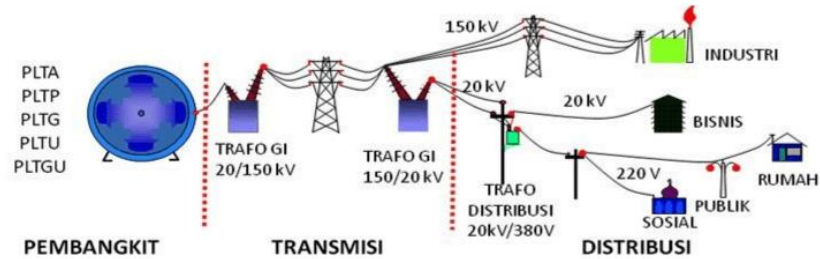 PLTA
PLTP
PLTG
PLTU
PLTGU
TRAFO GI
20/150 kV
TRAFO GI
150/20 kV
150 kV
INDUSTRI
20 kV
20 kV
BISNIS
TRAFO
DISTRIBUSI
20kV/380V
220 V
SOSIAL
PUBLIK
RUMAH
PEMBANGKIT
TRANSMISI
DISTRIBUSI